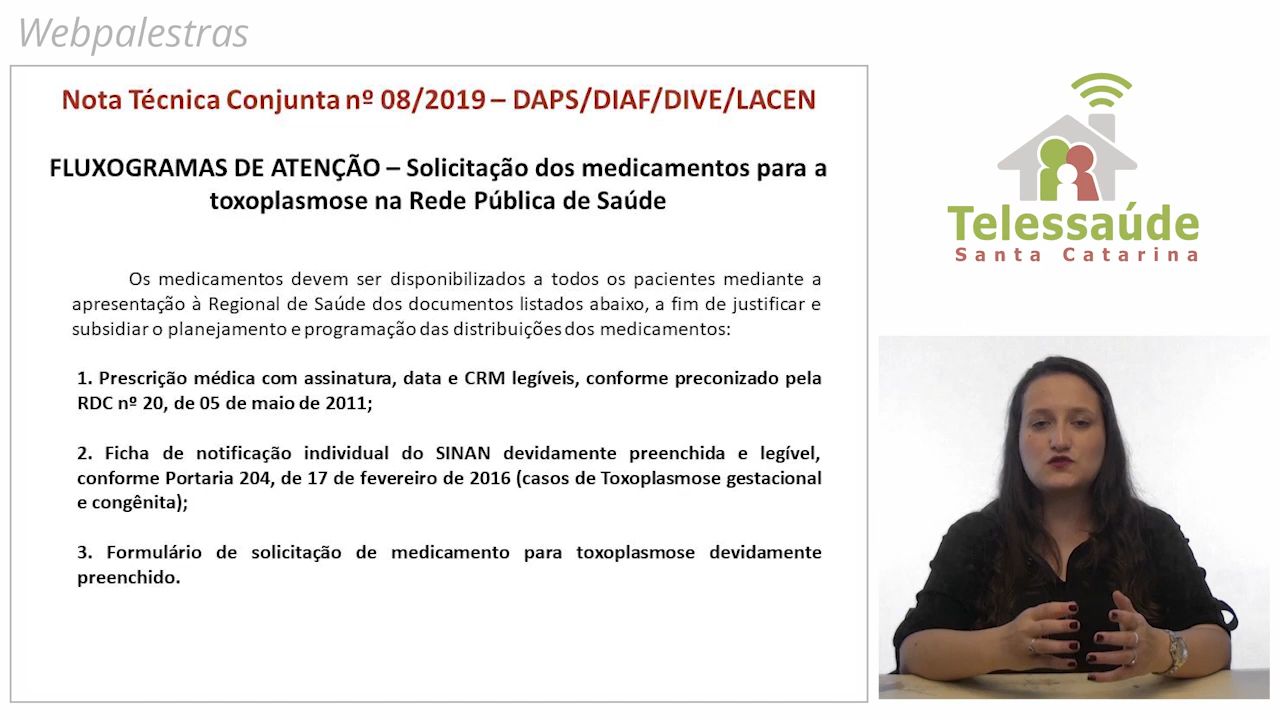 Webpalestras
Nota Técnica Conjunta nº 08/2019 – DAPS/DIAF/DIVE/LACEN
FLUXOGRAMAS DE ATENÇÃO – Solicitação dos medicamentos para a
toxoplasmose na Rede Pública de Saúde
Os medicamentos devem ser disponibilizados a todos os pacientes mediante a
apresentação à Regional de Saúde dos documentos listados abaixo, a fim de justificar e
subsidiar o planejamento e programação das distribuições dos medicamentos:
1. Prescrição médica com assinatura, data e CRM legíveis, conforme preconizado pela
RDC nº 20, de 05 de maio de 2011;
2. Ficha de notificação individual do SINAN devidamente preenchida e legível,
conforme Portaria 204, de 17 de fevereiro de 2016 (casos de Toxoplasmose gestacional
e congênita);
3. Formulário de solicitação de medicamento para toxoplasmose devidamente
preenchido.
Telessaúde
Santa Catarina